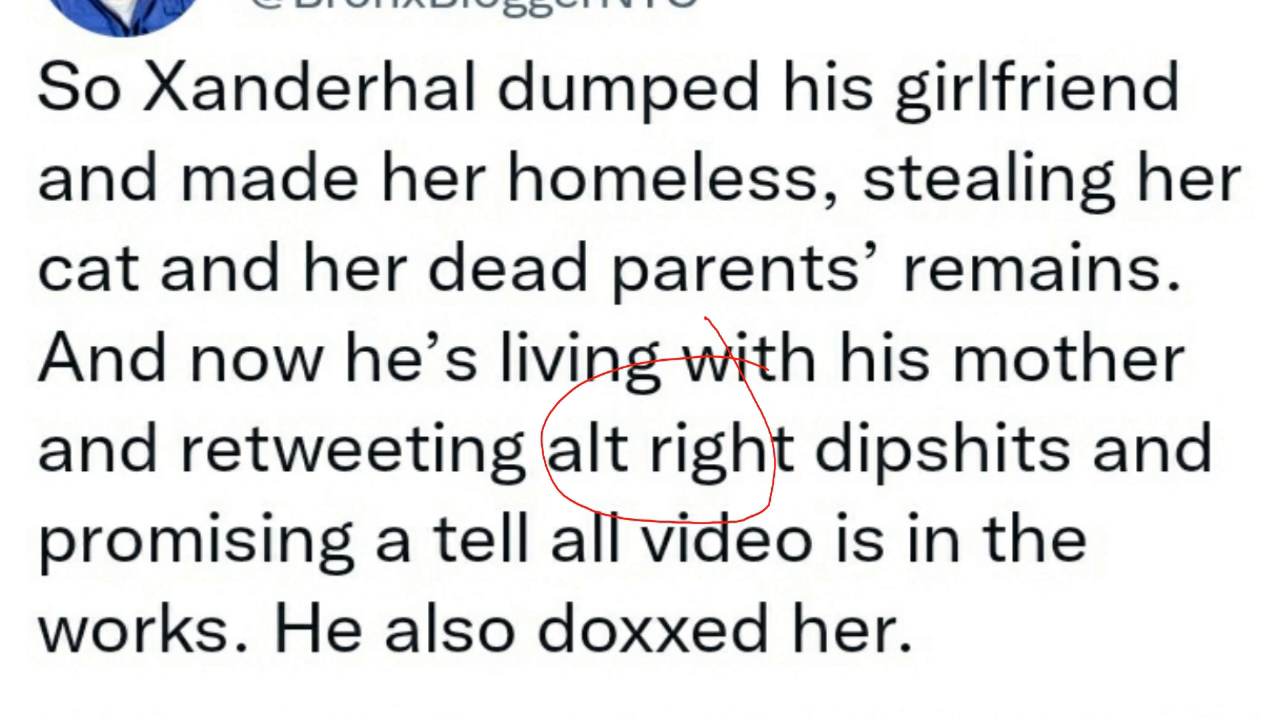 @BronxBloggerNYC
So Xanderhal dumped his girlfriend
and made her homeless, stealing her
cat and her dead parents’ remains.
And now he’s living with his mother
and retweeting alt right dipshits and
promising a tell all video is in the
works. He also doxxed her.